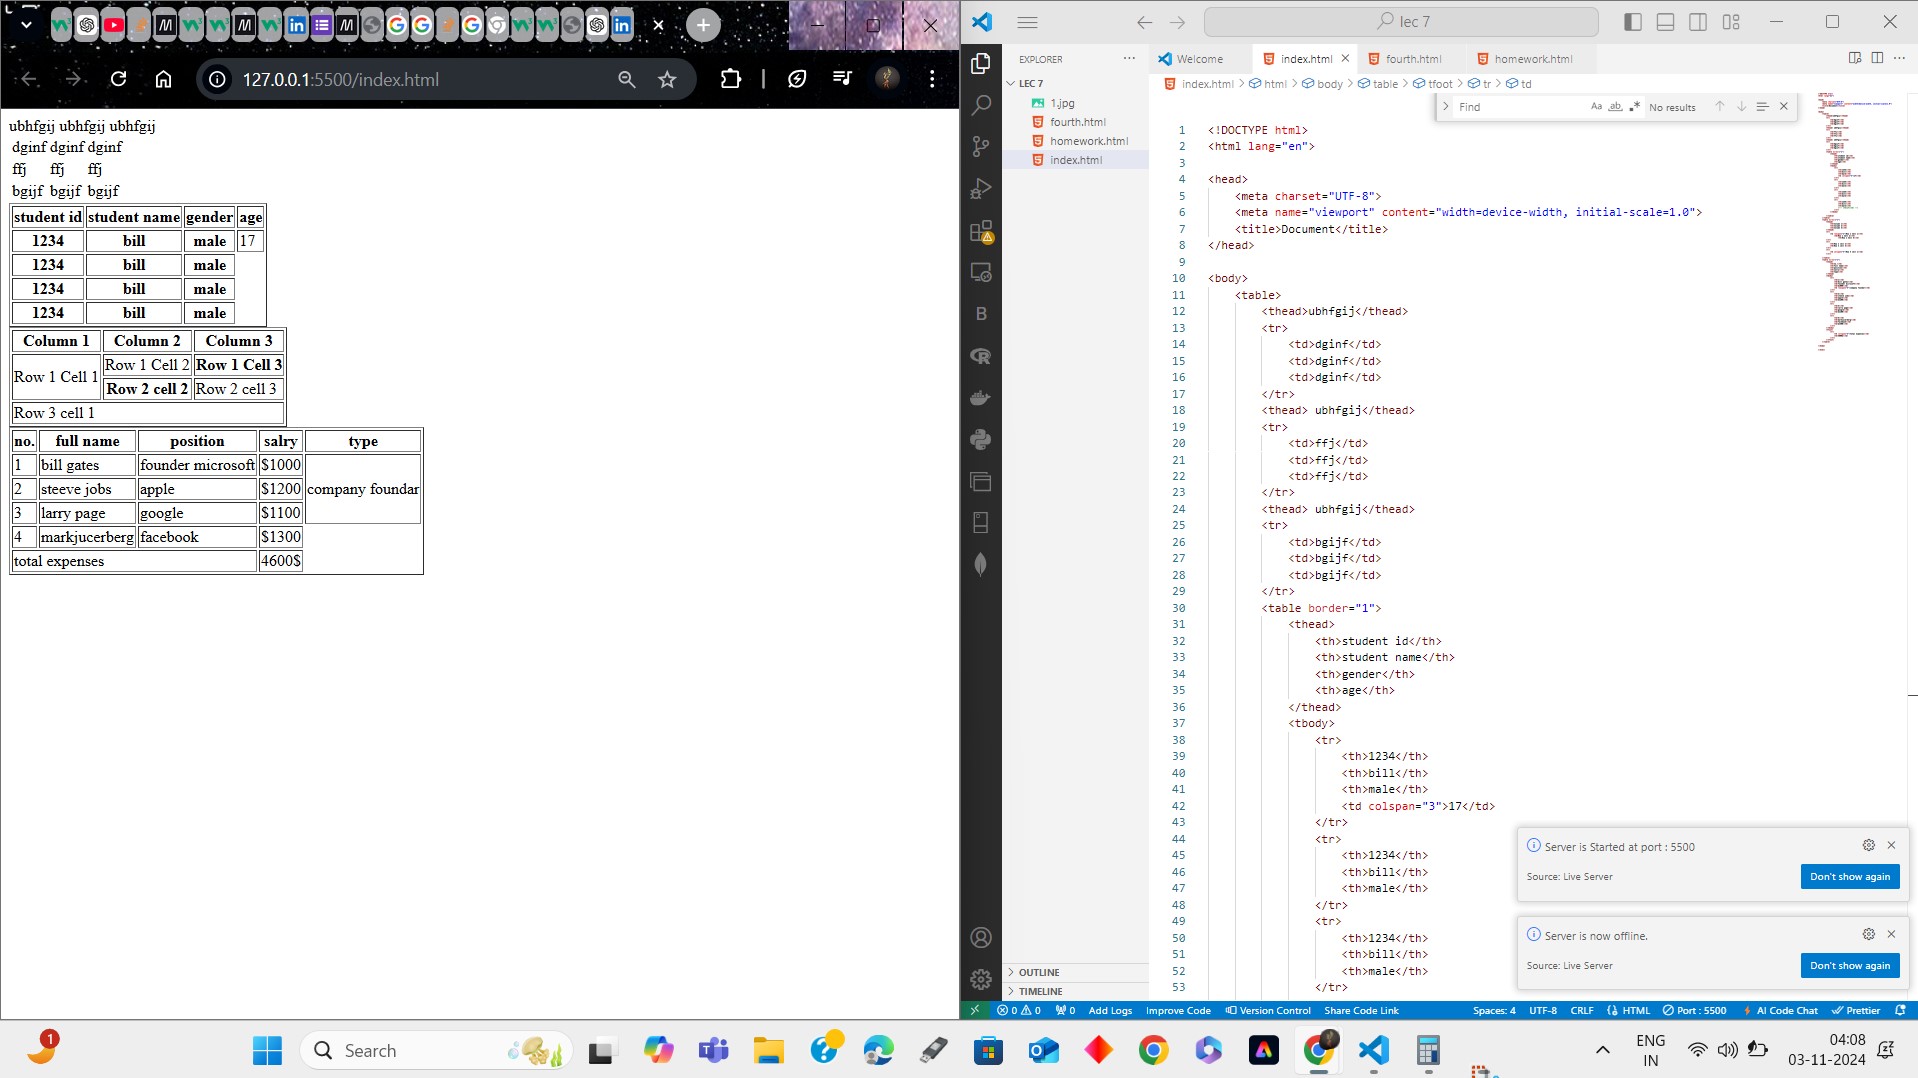 127.0.0.1:5500/index.html
ubhfgij ubhfgij ubhfgij
dginf dginf dginf
ffj ffj ffj
bgijf bgijf bgijf
student id student name gender age
1234 bill male 17
1234 bill male
1234 bill male
1234 bill male
Column 1 Column 2 Column 3
Row 1 Cell 1 Row 1 Cell 2 Row 1 Cell 3
Row 2 cell 2 Row 2 cell 3
Row 3 cell 1
no. full name position salry type
1 bill gates founder microsoft $1000 company foundar
2 steeve jobs apple $1200
3 larry page google $1100
4 markjucerberg facebook $1300
total expenses 4600$
lec 7
EXPLORER
LEC 7
1.jpg
fourth.html
homework.html
index.html
OUTLINE
TIMELINE
Welcome index.html fourth.html homework.html
index.html > html > body > table > tfoot > tr > td
Find Aa ab No results
1 <!DOCTYPE html>
2 <html lang="en">
3
4 <head>
5 <meta charset="UTF-8">
6 <meta name="viewport" content="width=device-width, initial-scale=1.0">
7 <title>Document</title>
8 </head>
9
10 <body>
11 <table>
12 <thead>ubhfgij</thead>
13 <tr>
14 <td>dginf</td>
15 <td>dginf</td>
16 <td>dginf</td>
17 </tr>
18 <thead> ubhfgij</thead>
19 <tr>
20 <td>ffj</td>
21 <td>ffj</td>
22 <td>ffj</td>
23 </tr>
24 <thead> ubhfgij</thead>
25 <tr>
26 <td>bgijf</td>
27 <td>bgijf</td>
28 <td>bgijf</td>
29 </tr>
30 <table border="1">
31 <thead>
32 <th>student id</th>
33 <th>student name</th>
34 <th>gender</th>
35 <th>age</th>
36 </thead>
37 <tbody>
38 <tr>
39 <th>1234</th>
40 <th>bill</th>
41 <th>male</th>
42 <td colspan="3">17</td>
43 </tr>
44 <tr>
45 <th>1234</th>
46 <th>bill</th>
47 <th>male</th>
48 </tr>
49 <tr>
50 <th>1234</th>
51 <th>bill</th>
52 <th>male</th>
53 </tr>
Server is Started at port : 5500
Source: Live Server Don't show again
Server is now offline.
Source: Live Server Don't show again
0 0 0 Add Logs Improve Code Version Control Share Code Link Spaces: 4 UTF-8 CRLF HTML Port : 5500 AI Code Chat Prettier
1 Search ENG
IN
04:08
03-11-2024